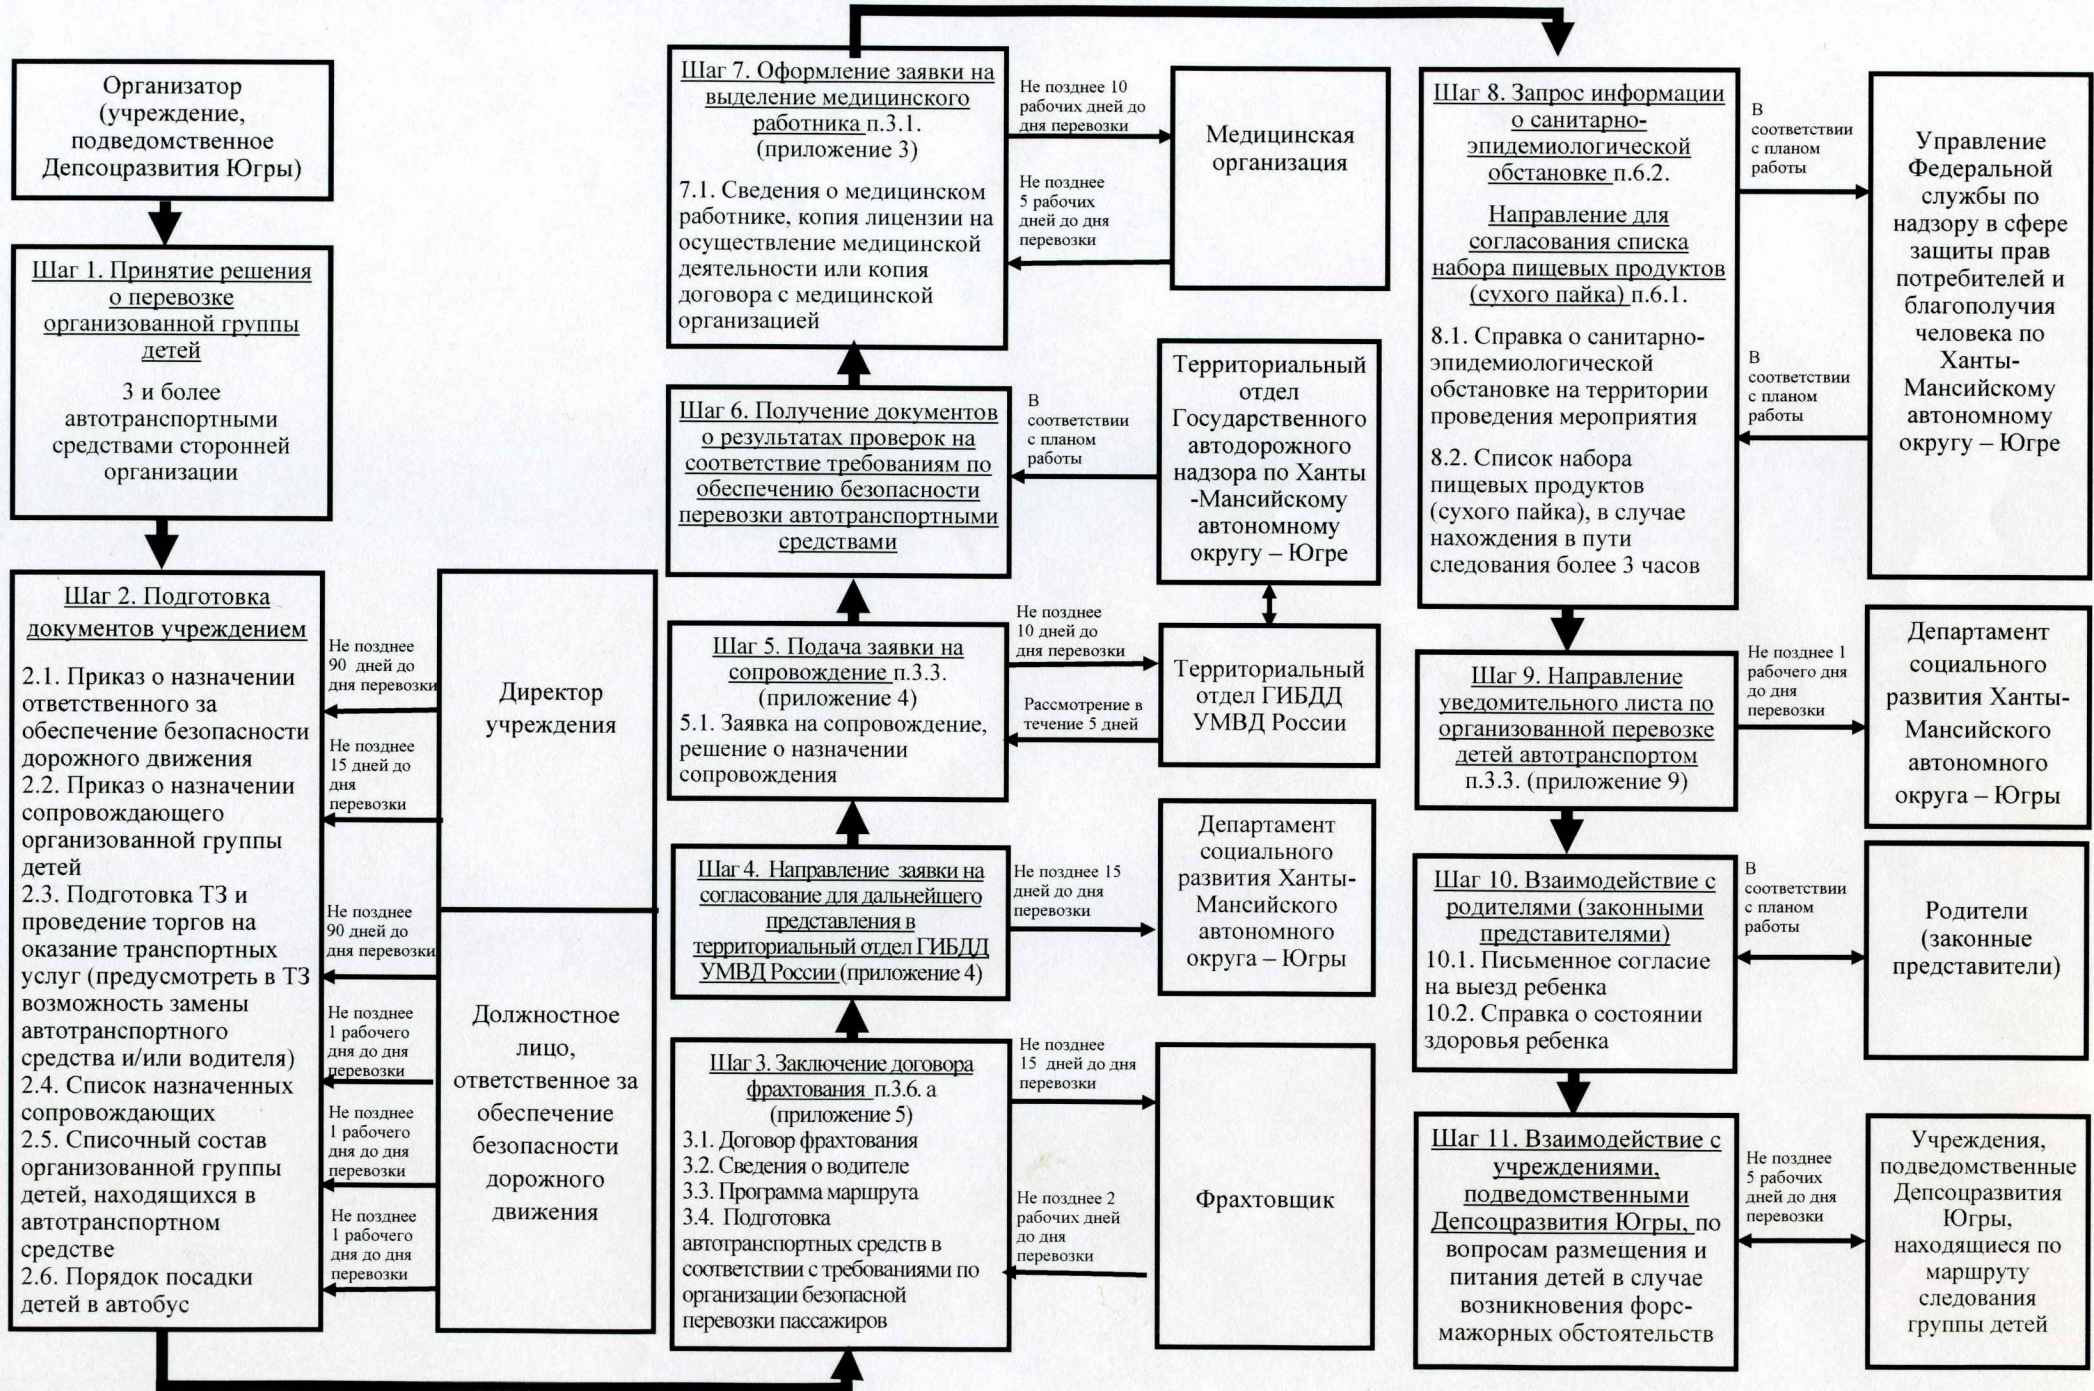 Организатор
(учреждение,
подведомственное
Депсоцразвития Югры)
Шаг 1. Принятие решения
о перевозке
организованной группы
детей
3 и более
автотранспортными
средствами сторонней
организации
Шаг 2. Подготовка
документов учреждением
2.1. Приказ о назначении
ответственного за
обеспечение безопасности
дорожного движения
2.2. Приказ о назначении
сопровождающего
организованной группы
детей
2.3. Подготовка ТЗ и
проведение торгов на
оказание транспортных
услуг (предусмотреть в ТЗ
возможность замены
автотранспортного
средства и/или водителя)
2.4. Список назначенных
сопровождающих
2.5. Списочный состав
организованной группы
детей, находящихся в
автотранспортном
средстве
2.6. Порядок посадки
детей в автобус
Не позднее
90 дней до
дня перевозки
Не позднее
15 дней до
дня
перевозки
Не позднее
90 дней до
дня перевозки
Не позднее
1 рабочего
дня до дня
перевозки
Не позднее
1 рабочего
дня до дня
перевозки
Не позднее
1 рабочего
дня до дня
перевозки
Директор
учреждения
Должностное
лицо,
ответственное за
обеспечение
безопасности
дорожного
движения
Шаг 7. Оформление заявки на
выделение медицинского
работника п.3.1.
(приложение 3)
7.1. Сведения о медицинском
работнике, копия лицензии на
осуществление медицинской
деятельности или копия
договора с медицинской
организацией
Не позднее 10
рабочих дней до
дня перевозки
Не позднее
5 рабочих
дней до дня
перевозки
Медицинская
организация
Шаг 6. Получение документов
о результатах проверок на
соответствие требованиям по
обеспечению безопасности
перевозки автотранспортными
средствами
В
соответствии
с планом
работы
Территориальный
отдел
Государственного
автодорожного
надзора по Ханты
-Мансийскому
автономному
округу – Югре
Шаг 5. Подача заявки на
сопровождение п.3.3.
(приложение 4)
5.1. Заявка на сопровождение,
решение о назначении
сопровождения
Не позднее
10 дней до
дня перевозки
Рассмотрение в
течение 5 дней
Территориальный
отдел ГИБДД
УМВД России
Шаг 4. Направление заявки на
согласование для дальнейшего
представления в
территориальный отдел ГИБДД
УМВД России (приложение 4)
Не позднее 15
дней до дня
перевозки
Департамент
социального
развития Ханты-
Мансийского
автономного
округа – Югры
Шаг 3. Заключение договора
фрахтования п.3.6. а
(приложение 5)
3.1. Договор фрахтования
3.2. Сведения о водителе
3.3. Программа маршрута
3.4. Подготовка
автотранспортных средств в
соответствии с требованиями по
организации безопасной
перевозки пассажиров
Не позднее
15 дней до дня
перевозки
Не позднее 2
рабочих дней
до дня
перевозки
Фрахтовщик
Шаг 8. Запрос информации
о санитарно-
эпидемиологической
обстановке п.6.2.
Направление для
согласования списка
набора пищевых продуктов
(сухого пайка) п.6.1.
8.1. Справка о санитарно-
эпидемиологической
обстановке на территории
проведения мероприятия
8.2. Список набора
пищевых продуктов
(сухого пайка), в случае
нахождения в пути
следования более 3 часов
В
соответствии
с планом
работы
В
соответствии
с планом
работы
Управление
Федеральной
службы по
надзору в сфере
защиты прав
потребителей и
благополучия
человека по
Ханты-
Мансийскому
автономному
округу – Югре
Шаг 9. Направление
уведомительного листа по
организованной перевозке
детей автотранспортом
п.3.3. (приложение 9)
Не позднее 1
рабочего дня
до дня
перевозки
Департамент
социального
развития Ханты-
Мансийского
автономного
округа – Югры
Шаг 10. Взаимодействие с
родителями (законными
представителями)
10.1. Письменное согласие
на выезд ребенка
10.2. Справка о состоянии
здоровья ребенка
В
соответствии
с планом
работы
Родители
(законные
представители)
Шаг 11. Взаимодействие с
учреждениями,
подведомственными
Депсоцразвития Югры, по
вопросам размещения и
питания детей в случае
возникновения форс-
мажорных обстоятельств
Не позднее
5 рабочих
дней до дня
перевозки
Учреждения,
подведомственные
Депсоцразвития
Югры,
находящиеся по
маршруту
следования
группы детей